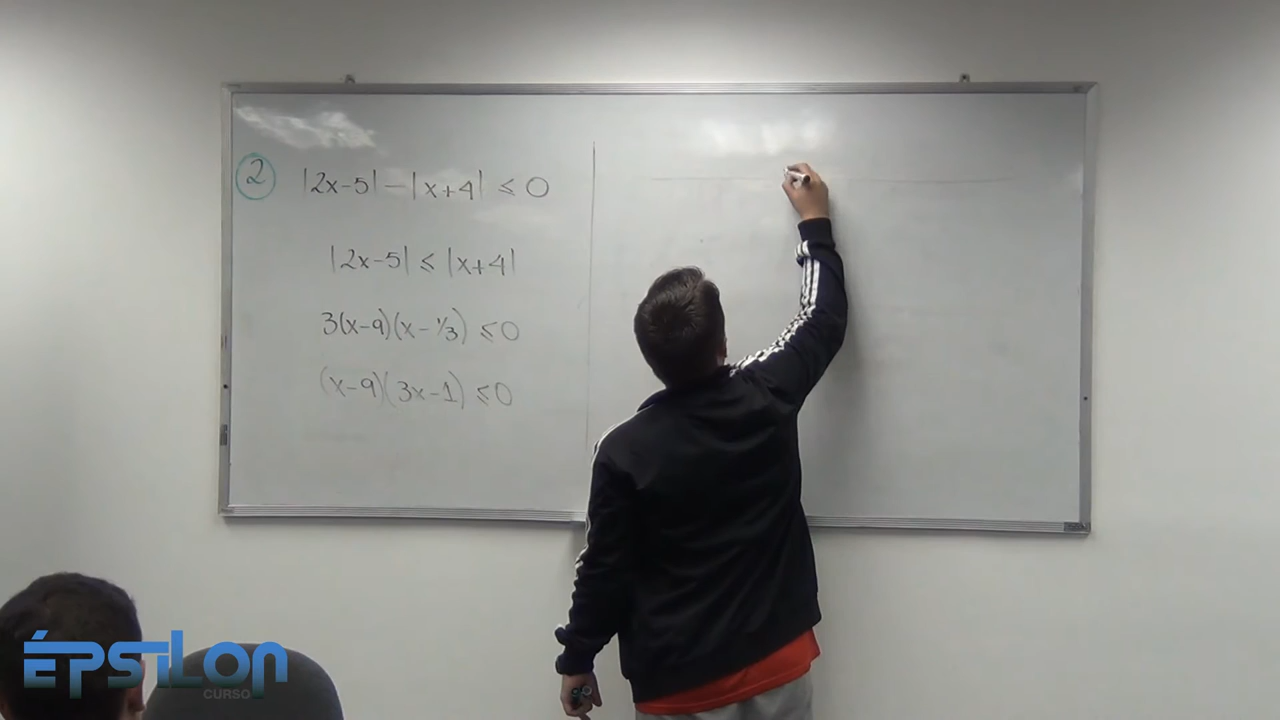 2 |2x-5| - |x+4| ≤ 0
|2x-5| ≤ |x+4|
3(x-9)(x-1/3) ≤0
(x-9)(3x-1) ≤0
ÉPSILON
CURSO